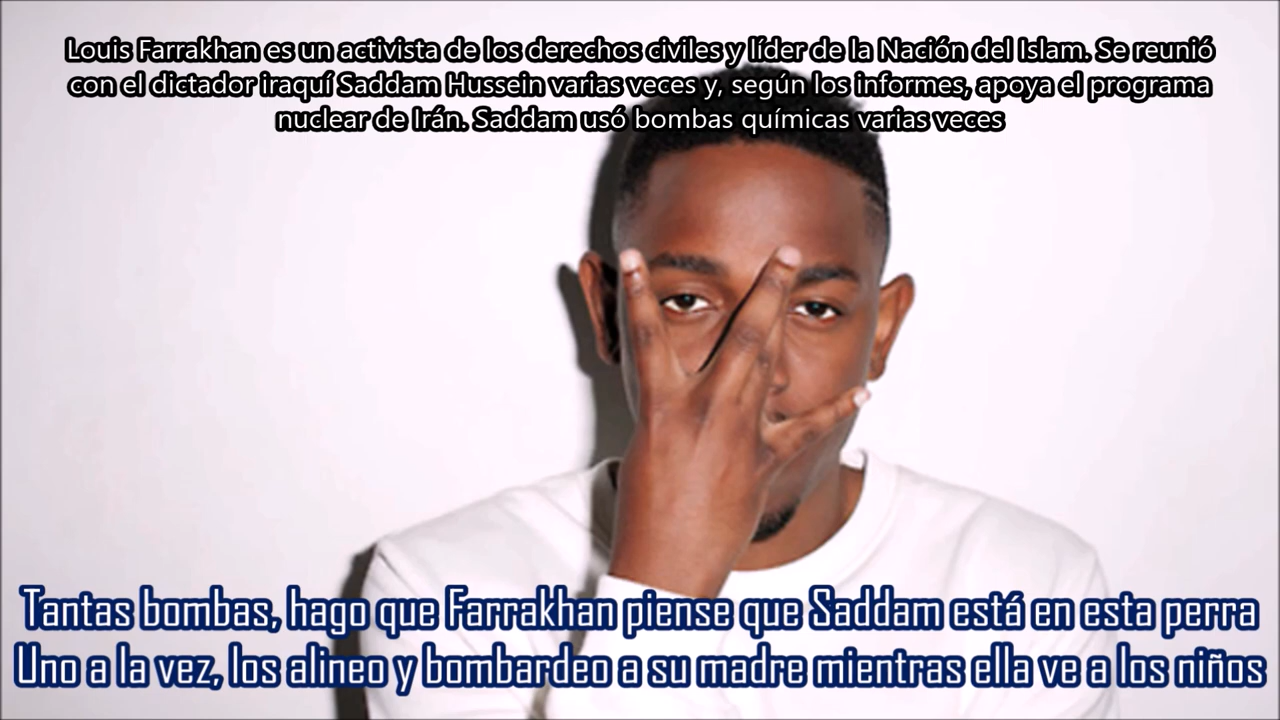 Louis Farrakhan es un activista de los derechos civiles y líder de la Nación del Islam. Se reunió
con el dictador iraquí Saddam Hussein varias veces y, según los informes, apoya el programa
nuclear de Irán. Saddam usó bombas químicas varias veces
Tantas bombas, hago que Farrakhan piense que Saddam está en esta perra
Uno a la vez, los alineo y bombardeo a su madre mientras ella ve a los niños